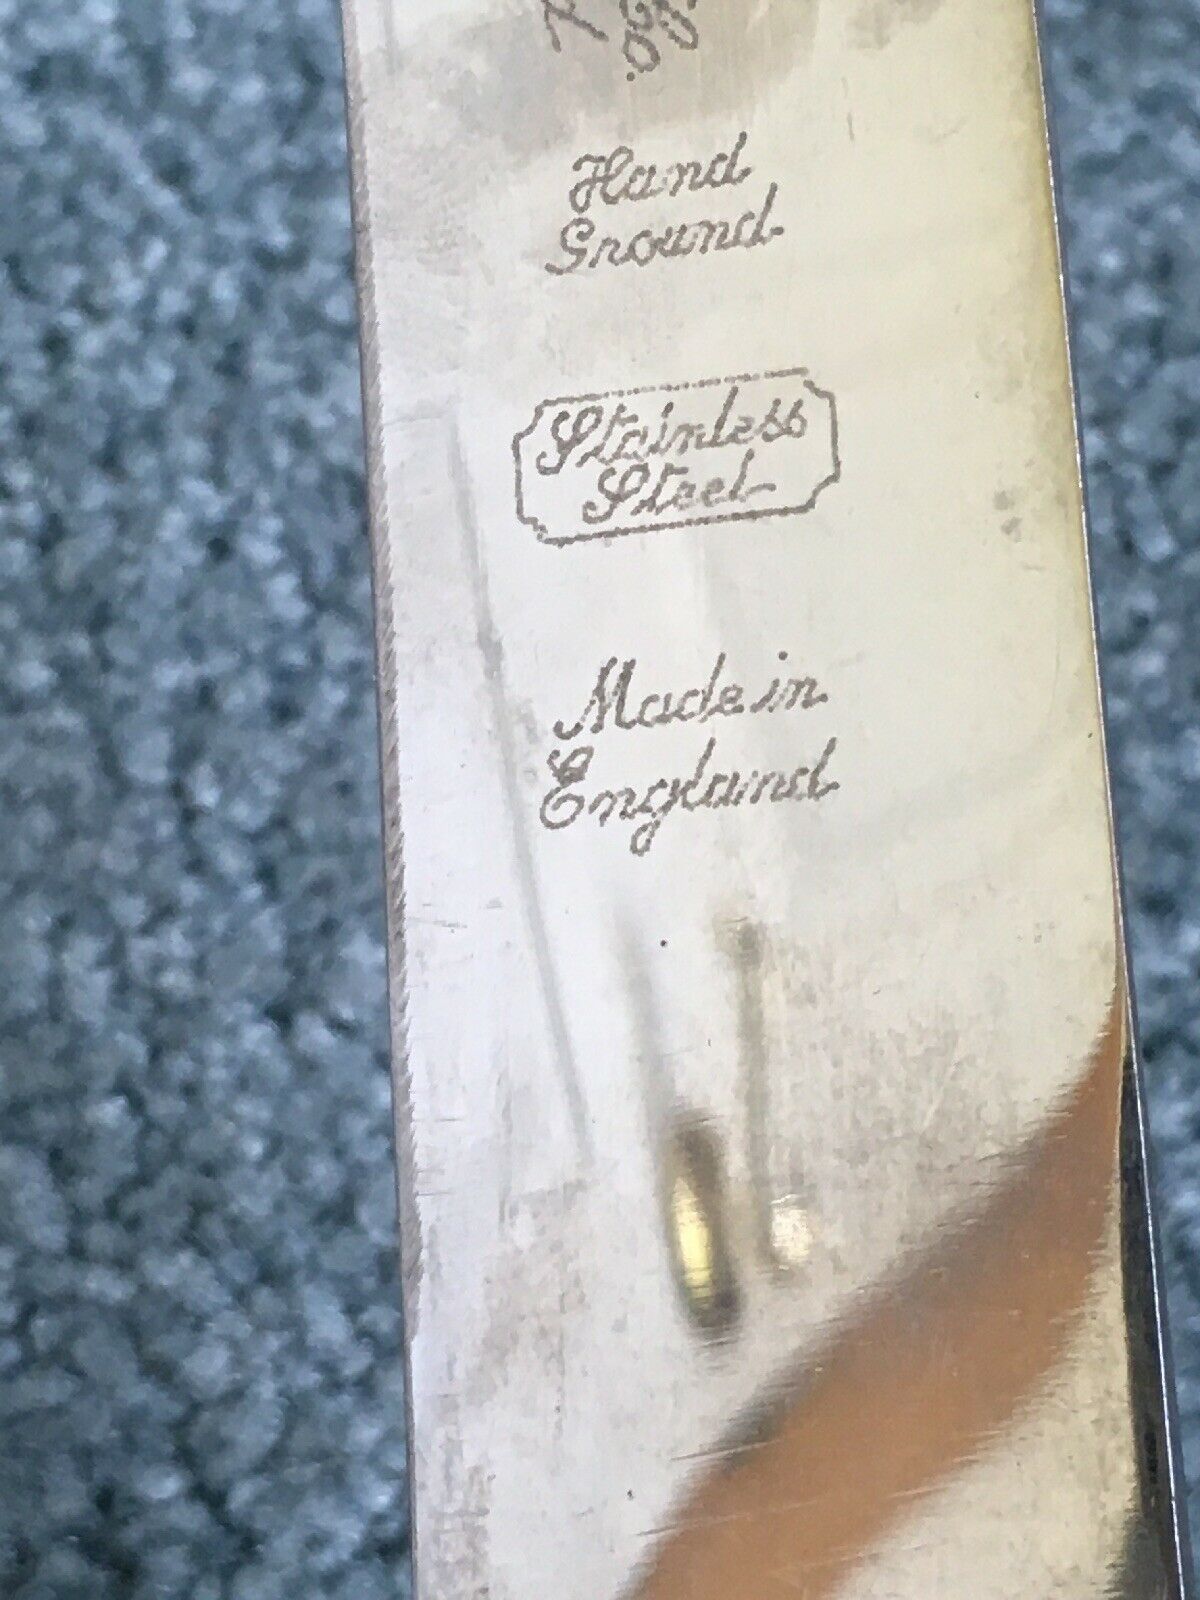 Hand
Ground
Stainless
Steel
Made in
England